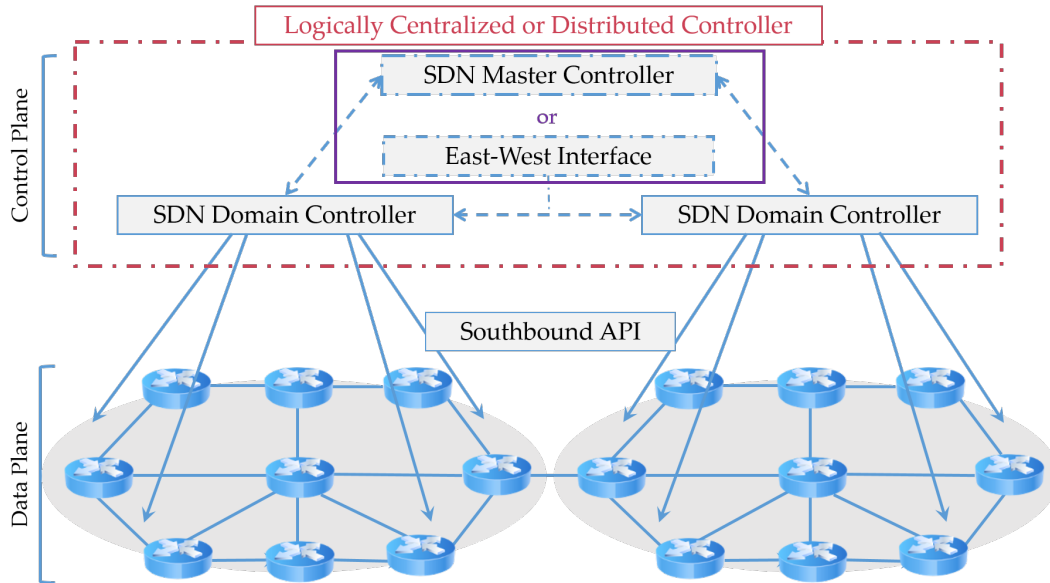 Logically Centralized or Distributed Controller
SDN Master Controller
or
East-West Interface
Control Plane
SDN Domain Controller
SDN Domain Controller
Southbound API
Data Plane